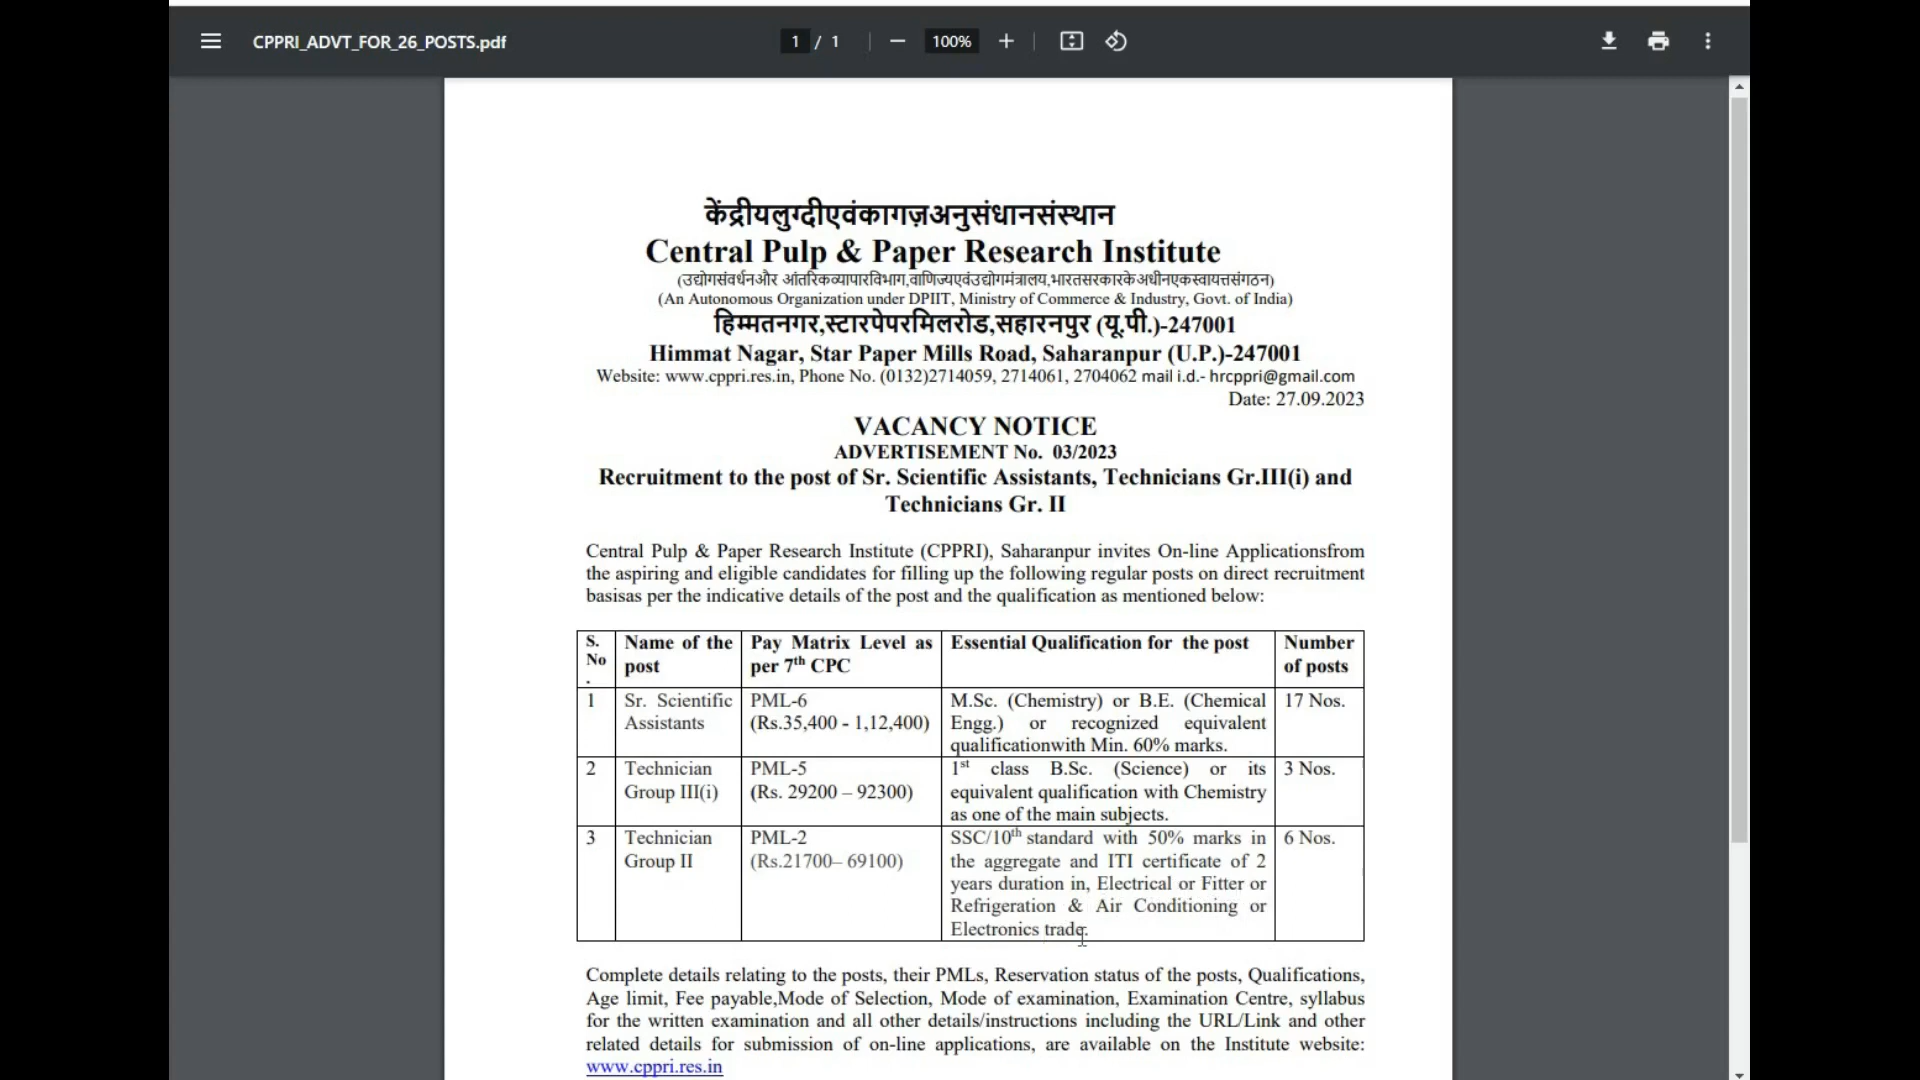 CPPRI_ADVT_FOR_26_POSTS.pdf
1 / 1
100%
केंद्रीयलुग्दीएवंकागज़अनुसंधानसंस्थान
Central Pulp & Paper Research Institute
(उद्योगसंवर्धनऔर आंतरिकव्यापारविभाग,वाणिज्यएवंउद्योगमंत्रालय,भारतसरकारकेअधीनएकस्वायत्तसंगठन)
(An Autonomous Organization under DPIIT, Ministry of Commerce & Industry, Govt. of India)
हिम्मतनगर,स्टारपेपरमिलरोड,सहारनपुर (यू.पी.)-247001
Himmat Nagar, Star Paper Mills Road, Saharanpur (U.P.)-247001
Website: www.cppri.res.in, Phone No. (0132)2714059, 2714061, 2704062 mail i.d.- hrcppri@gmail.com
Date: 27.09.2023
VACANCY NOTICE
ADVERTISEMENT No. 03/2023
Recruitment to the post of Sr. Scientific Assistants, Technicians Gr.III(i) and
Technicians Gr. II
Central Pulp & Paper Research Institute (CPPRI), Saharanpur invites On-line Applicationsfrom
the aspiring and eligible candidates for filling up the following regular posts on direct recruitment
basisas per the indicative details of the post and the qualification as mentioned below:
S. No . Name of the post Pay Matrix Level as per 7th CPC Essential Qualification for the post Number of posts
1 Sr. Scientific Assistants PML-6 (Rs.35,400 - 1,12,400) M.Sc. (Chemistry) or B.E. (Chemical Engg.) or recognized equivalent qualificationwith Min. 60% marks. 17 Nos.
2 Technician Group III(i) PML-5 (Rs. 29200 – 92300) 1st class B.Sc. (Science) or its equivalent qualification with Chemistry as one of the main subjects. 3 Nos.
3 Technician Group II PML-2 (Rs.21700– 69100) SSC/10th standard with 50% marks in the aggregate and ITI certificate of 2 years duration in, Electrical or Fitter or Refrigeration & Air Conditioning or Electronics trade. 6 Nos.
Complete details relating to the posts, their PMLs, Reservation status of the posts, Qualifications,
Age limit, Fee payable,Mode of Selection, Mode of examination, Examination Centre, syllabus
for the written examination and all other details/instructions including the URL/Link and other
related details for submission of on-line applications, are available on the Institute website:
www.cppri.res.in